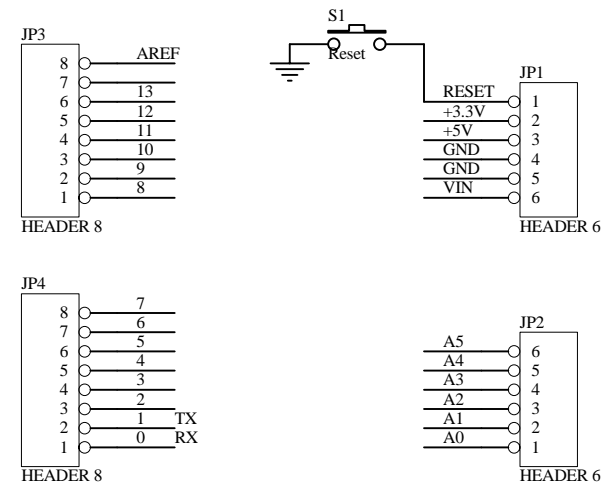 JP3
8 AREF
7
6 13
5 12
4 11
3 10
2 9
1 8
HEADER 8
S1
Reset
JP1
RESET 1
+3.3V 2
+5V 3
GND 4
GND 5
VIN 6
HEADER 6
JP4
8 7
7 6
6 5
5 4
4 3
3 2
2 1 TX
1 0 RX
HEADER 8
JP2
A5 6
A4 5
A3 4
A2 3
A1 2
A0 1
HEADER 6